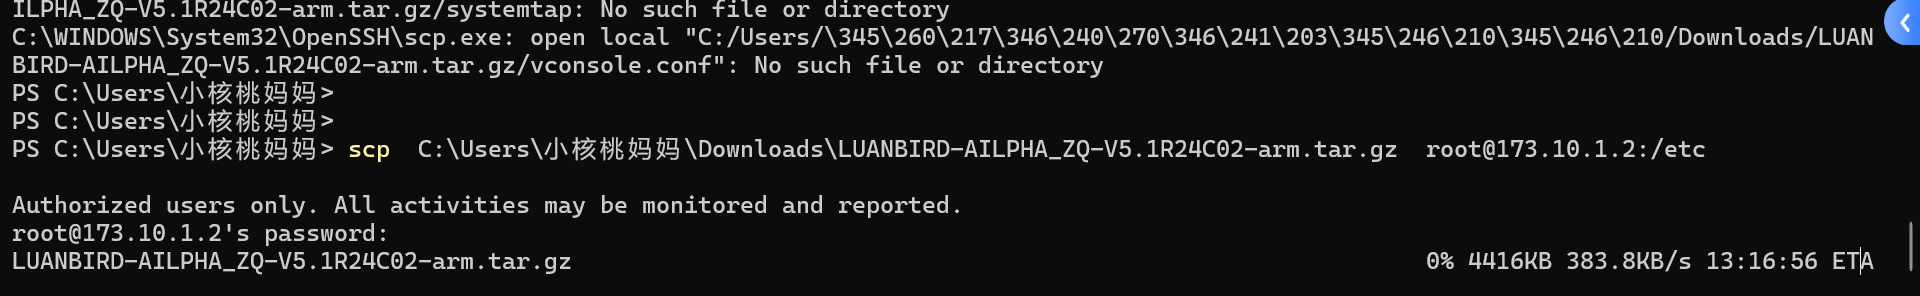 ILPHA_ZQ-V5.1R24C02-arm.tar.gz/systemtap: No such file or directory
C:\WINDOWS\System32\OpenSSH\scp.exe: open local "C:/Users/\345\260\217\346\240\270\346\241\203\345\246\210\345\246\210/Downloads/LUAN
BIRD-AILPHA_ZQ-V5.1R24C02-arm.tar.gz/vconsole.conf": No such file or directory
PS C:\Users\小核桃妈妈>
PS C:\Users\小核桃妈妈>
PS C:\Users\小核桃妈妈> scp  C:\Users\小核桃妈妈\Downloads\LUANBIRD-AILPHA_ZQ-V5.1R24C02-arm.tar.gz  root@173.10.1.2:/etc
Authorized users only. All activities may be monitored and reported.
root@173.10.1.2's password:
LUANBIRD-AILPHA_ZQ-V5.1R24C02-arm.tar.gz 0% 4416KB 383.8KB/s 13:16:56 ETA